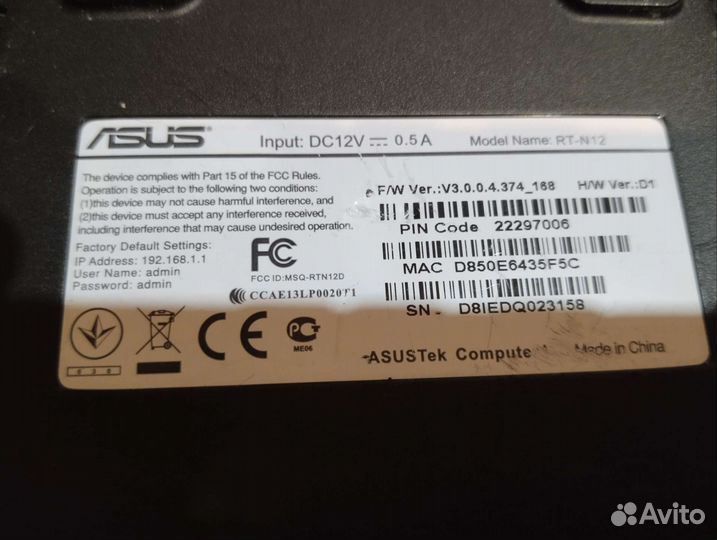 ASUS
Input: DC12V 0.5A
Model Name: RT-N12
The device complies with Part 15 of the FCC Rules.
Operation is subject to the following two conditions:
(1)this device may not cause harmful interference, and
(2)this device must accept any interference received,
including interference that may cause undesired operation.
Factory Default Settings:
IP Address: 192.168.1.1
User Name: admin
Password: admin
FC
FCC ID:MSQ-RTN12D
CCAE13LP0020T1
F/W Ver.:V3.0.0.4.374_168 H/W Ver.:D1
PIN Code 22297006
MAC D850E6435F5C
SN D8IEDQ023158
CE
ME06
ASUSTek Compute
Made in China
Avito